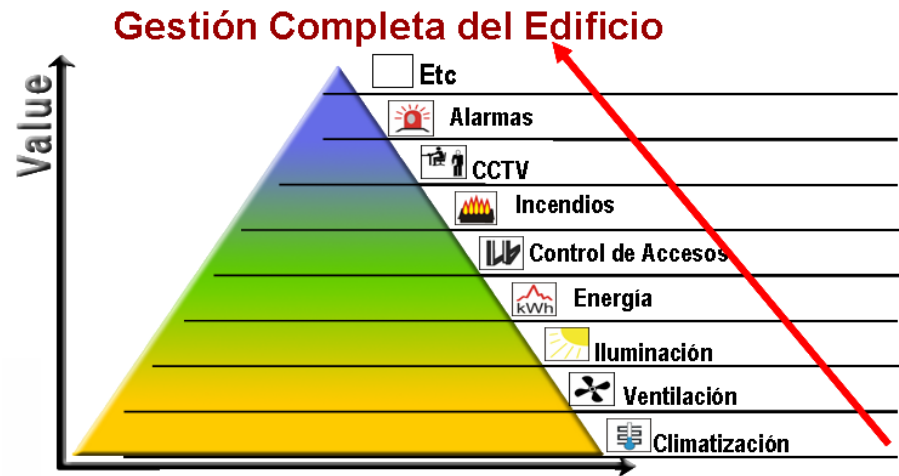 Gestión Completa del Edificio
Value
Etc
Alarmas
CCTV
Incendios
Control de Accesos
kWh
Energía
Iluminación
Ventilación
Climatización